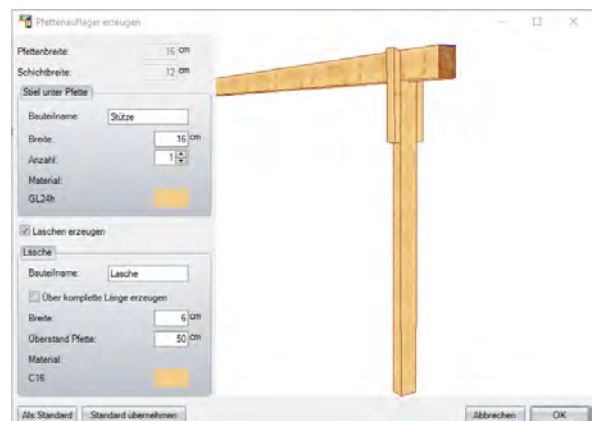 Pfettenauflager erzeugen
Pfettenbreite: 16 cm
Schichtbreite: 12 cm
Stiel unter Pfette
Bauteilname: Stütze
Breite: 16 cm
Anzahl: 1
Material:
GL24h
Laschen erzeugen
Lasche
Bauteilname: Lasche
Über komplette Länge erzeugen
Breite: 6 cm
Überstand Pfette: 50 cm
Material:
C16
Als Standard Standard übernehmen Abbrechen OK